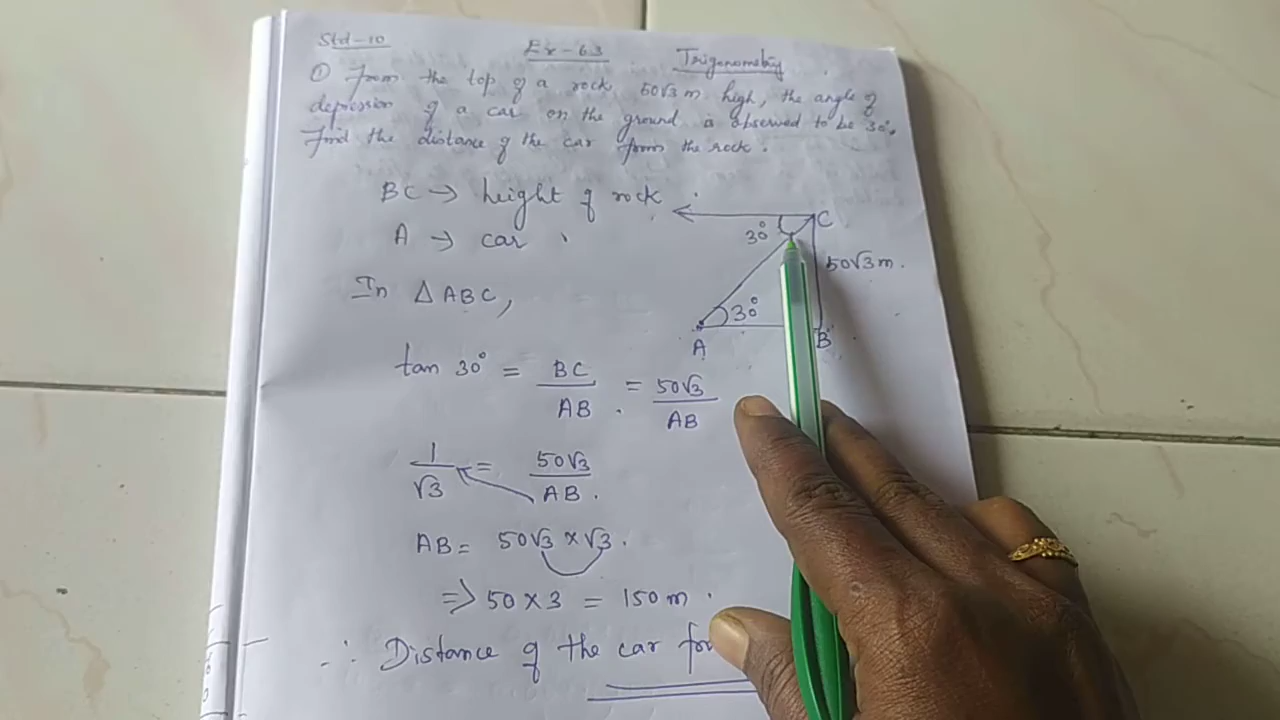 Std-10
Ex-6.3
Trigonometry
① From the top of a rock 50√3 m high, the angle of
depression of a car on the ground is observed to be 30°.
Find the distance of the car from the rock.
BC → height of rock
A → car
In △ABC,
30°
C
50√3 m.
30°
A
B
tan 30° = BC/AB = 50√3/AB
1/√3 = 50√3/AB.
AB = 50√3 × √3.
=> 50 × 3 = 150 m.
∴ Distance of the car